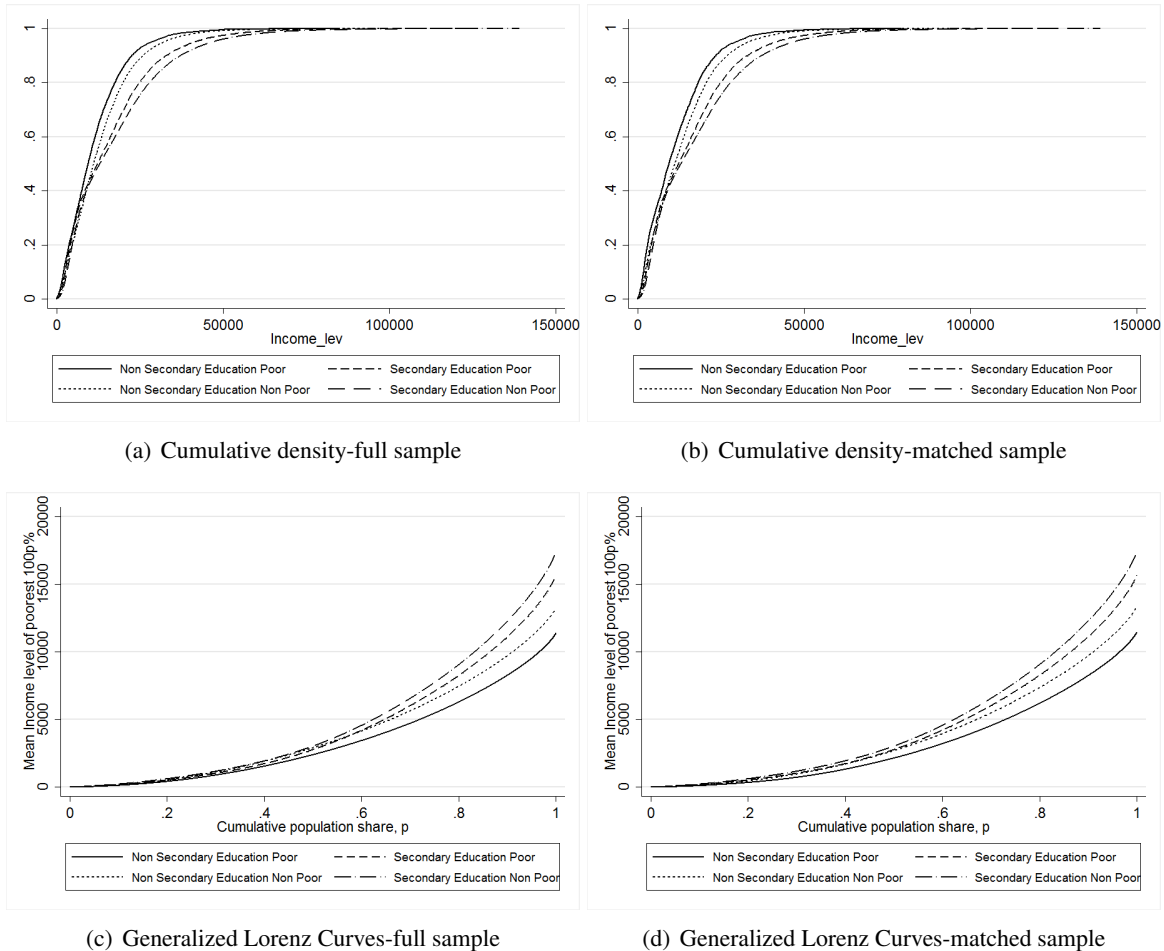 1
.8
.6
.4
.2
0
0 50000 100000 150000
Income_lev
Non Secondary Education Poor Secondary Education Poor
Non Secondary Education Non Poor Secondary Education Non Poor
(a) Cumulative density-full sample
1
.8
.6
.4
.2
0
0 50000 100000 150000
Income_lev
Non Secondary Education Poor Secondary Education Poor
Non Secondary Education Non Poor Secondary Education Non Poor
(b) Cumulative density-matched sample
Mean Income level of poorest 100p%
20000
15000
10000
5000
0
0 .2 .4 .6 .8 1
Cumulative population share, p
Non Secondary Education Poor Secondary Education Poor
Non Secondary Education Non Poor Secondary Education Non Poor
(c) Generalized Lorenz Curves-full sample
Mean Income level of poorest 100p%
20000
15000
10000
5000
0
0 .2 .4 .6 .8 1
Cumulative population share, p
Non Secondary Education Poor Secondary Education Poor
Non Secondary Education Non Poor Secondary Education Non Poor
(d) Generalized Lorenz Curves-matched sample